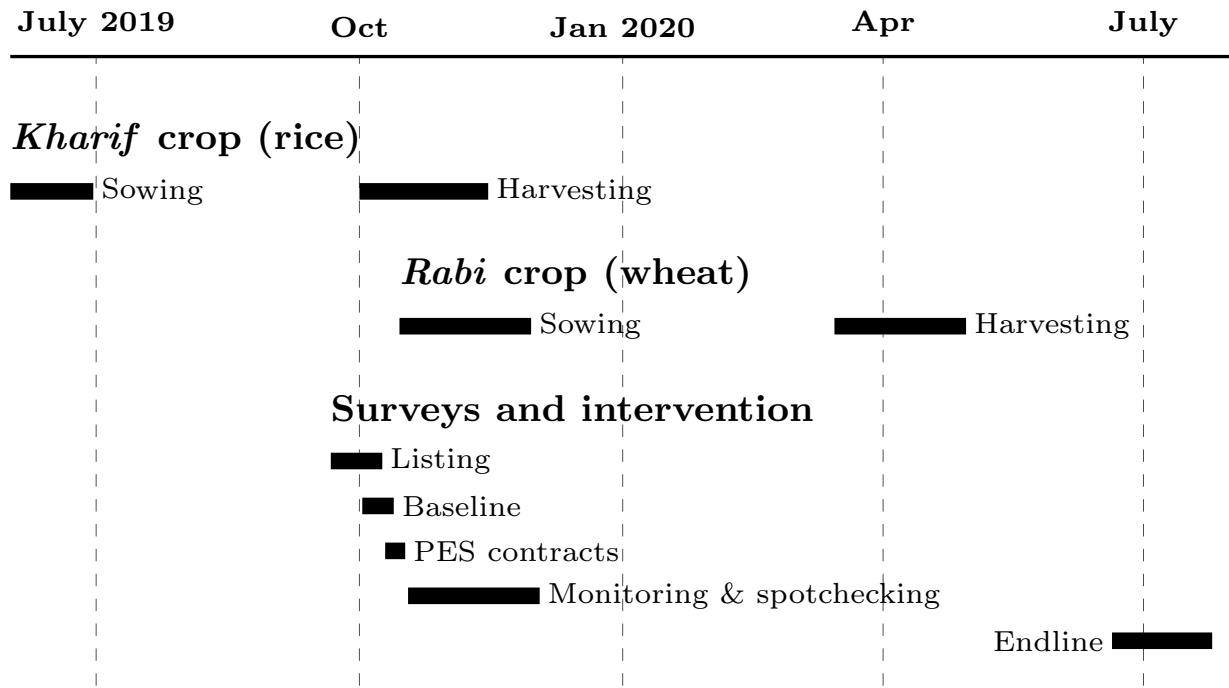 July 2019 Oct Jan 2020 Apr July
Kharif crop (rice)
Sowing Harvesting
Rabi crop (wheat)
Sowing Harvesting
Surveys and intervention
Listing
Baseline
PES contracts
Monitoring & spotchecking
Endline